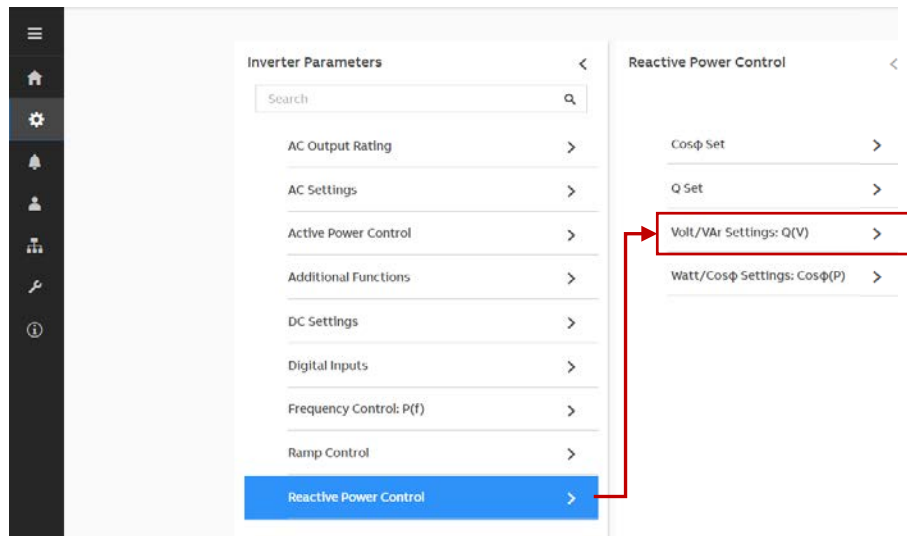 Inverter Parameters
Search
AC Output Rating
AC Settings
Active Power Control
Additional Functions
DC Settings
Digital Inputs
Frequency Control: P(f)
Ramp Control
Reactive Power Control
Reactive Power Control
Cosφ Set
Q Set
Volt/VAr Settings: Q(V)
Watt/Cosφ Settings: Cosφ(P)